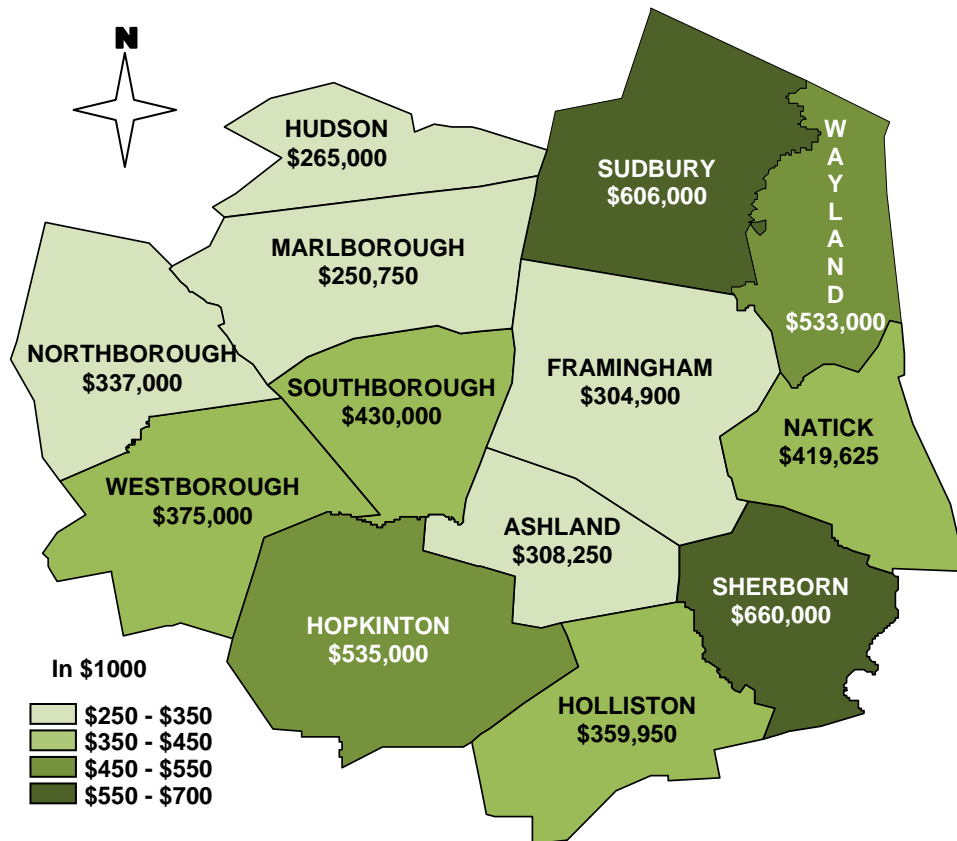 N
HUDSON
$265,000
SUDBURY
$606,000
W
A
Y
L
A
N
D
$533,000
MARLBOROUGH
$250,750
NORTHBOROUGH
$337,000
SOUTHBOROUGH
$430,000
FRAMINGHAM
$304,900
NATICK
$419,625
WESTBOROUGH
$375,000
ASHLAND
$308,250
SHERBORN
$660,000
HOPKINTON
$535,000
HOLLISTON
$359,950
In $1000
$250 - $350
$350 - $450
$450 - $550
$550 - $700